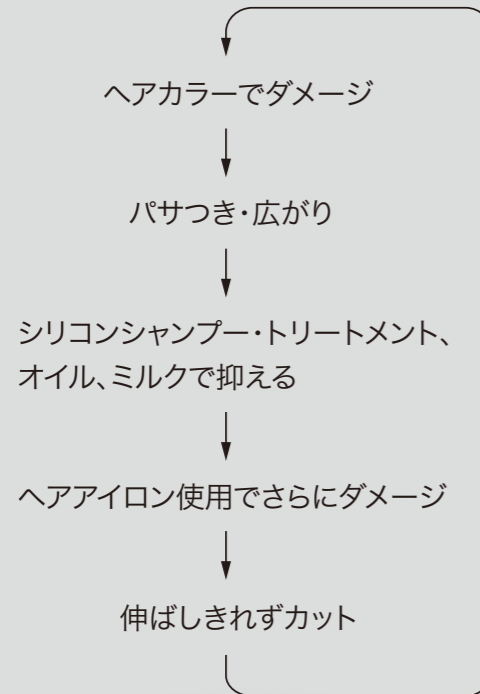 ヘアカラーでダメージ
パサつき・広がり
シリコンシャンプー・トリートメント、
オイル、ミルクで抑える
ヘアアイロン使用でさらにダメージ
伸ばしきれずカット